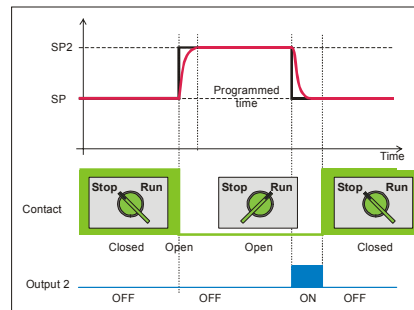 SP2
Programmed
time
SP
Time
Stop Run Stop Run Stop Run
Contact
Closed Open Open Closed
Output 2
OFF OFF ON OFF